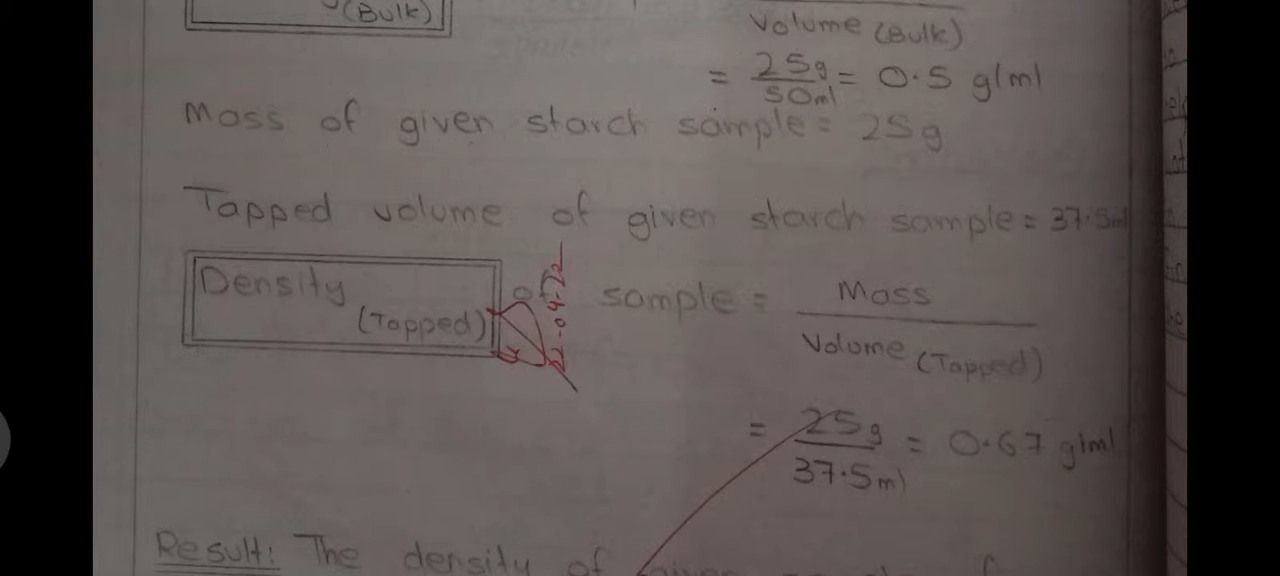 (Bulk)
Volume (Bulk)
= 25g/50ml = 0.5 g/ml
Mass of given starch sample = 25g
Tapped volume of given starch sample = 37.5ml
Density (Tapped) of sample = Mass/Volume (Tapped)
= 25g/37.5ml = 0.67 g/ml
Result: The density of given